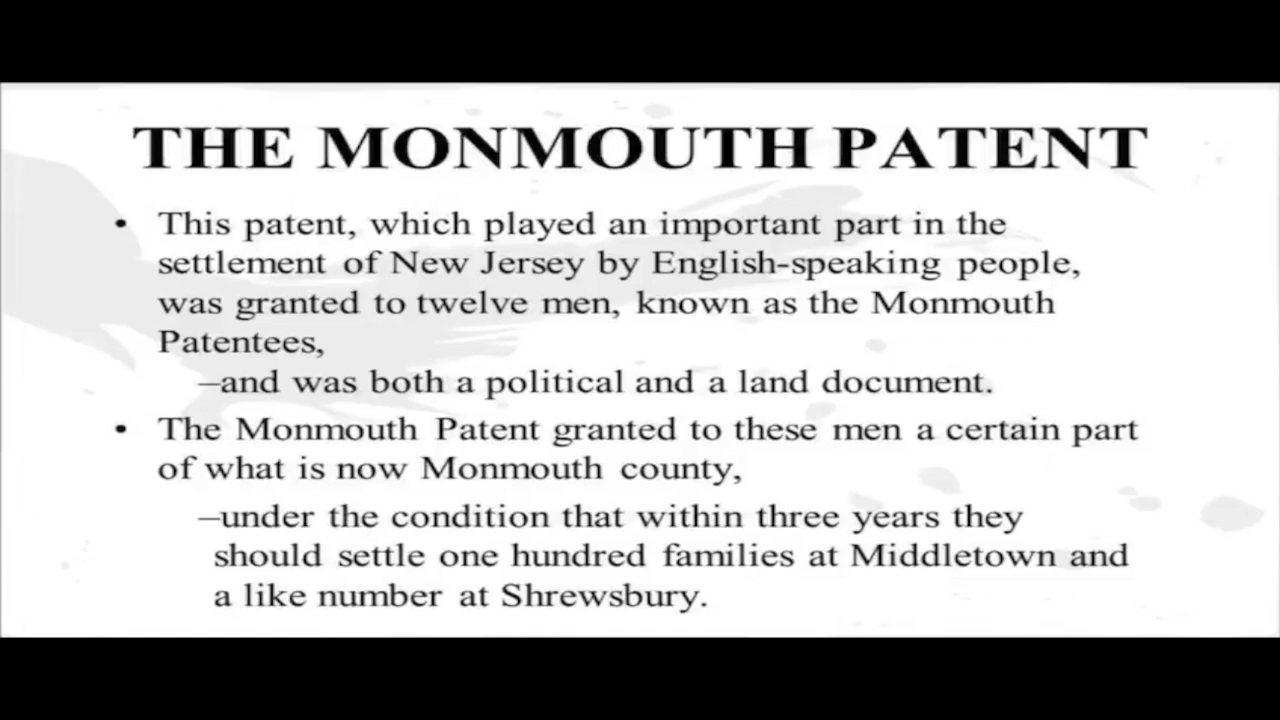 THE MONMOUTH PATENT
• This patent, which played an important part in the
settlement of New Jersey by English-speaking people,
was granted to twelve men, known as the Monmouth
Patentees,
–and was both a political and a land document.
• The Monmouth Patent granted to these men a certain part
of what is now Monmouth county,
–under the condition that within three years they
should settle one hundred families at Middletown and
a like number at Shrewsbury.